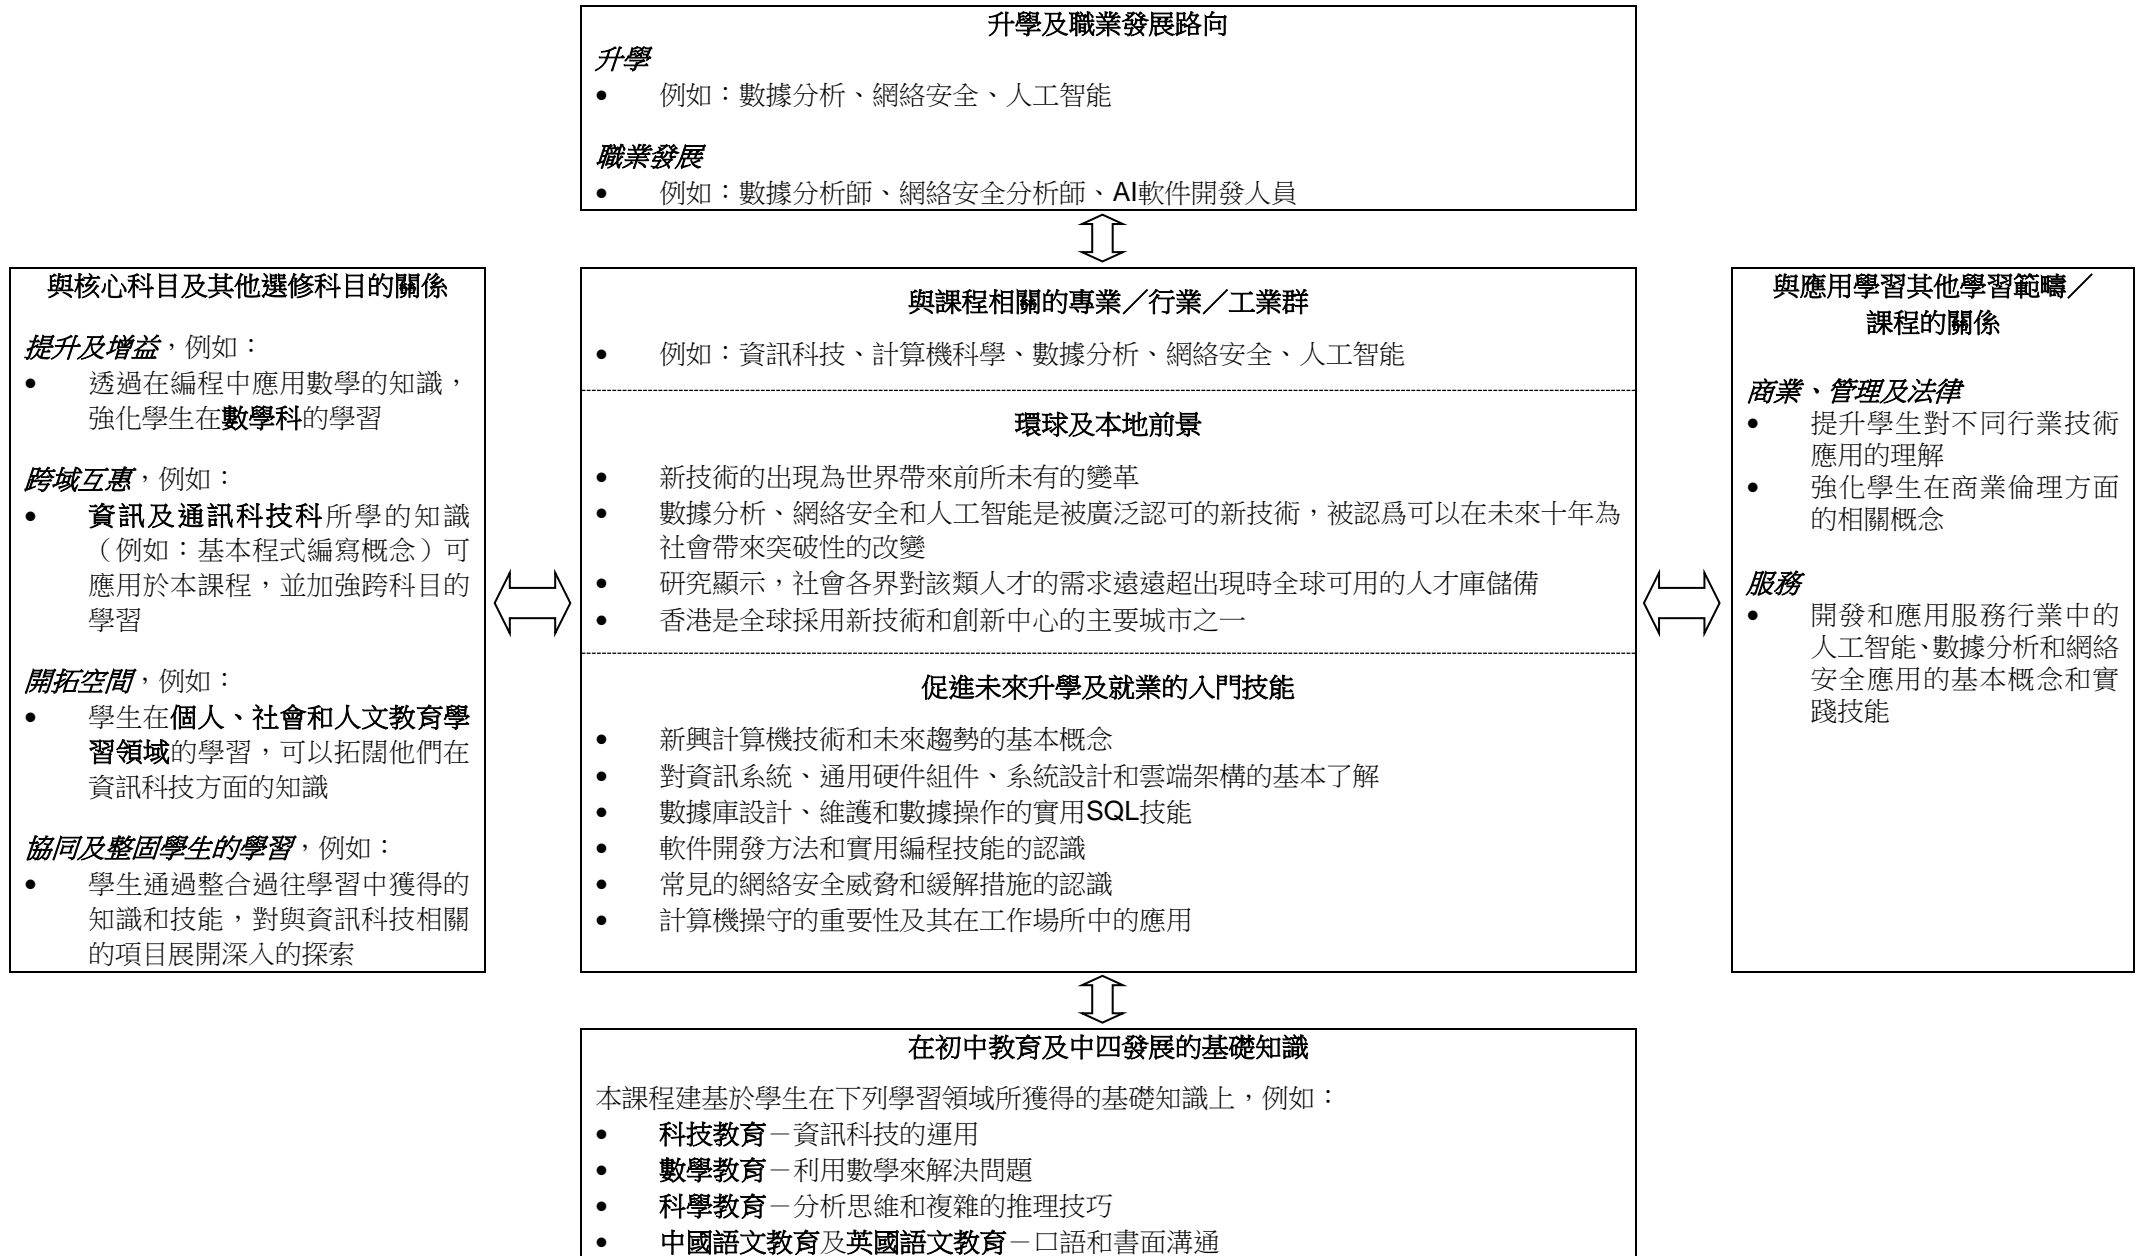 升學及職業發展路向
升學
• 例如：數據分析、網絡安全、人工智能
職業發展
• 例如：數據分析師、網絡安全分析師、AI軟件開發人員
與核心科目及其他選修科目的關係
提升及增益，例如：
• 透過在編程中應用數學的知識，
強化學生在數學科的學習
跨域互惠，例如：
• 資訊及通訊科技科所學的知識
（例如：基本程式編寫概念）可
應用於本課程，並加強跨科目的
學習
開拓空間，例如：
• 學生在個人、社會和人文教育學
習領域的學習，可以拓闊他們在
資訊科技方面的知識
協同及整固學生的學習，例如：
• 學生通過整合過往學習中獲得的
知識和技能，對與資訊科技相關
的項目展開深入的探索
與課程相關的專業／行業／工業群
• 例如：資訊科技、計算機科學、數據分析、網絡安全、人工智能
環球及本地前景
• 新技術的出現為世界帶來前所未有的變革
• 數據分析、網絡安全和人工智能是被廣泛認可的新技術，被認爲可以在未來十年為
社會帶來突破性的改變
• 研究顯示，社會各界對該類人才的需求遠遠超出現時全球可用的人才庫儲備
• 香港是全球採用新技術和創新中心的主要城市之一
促進未來升學及就業的入門技能
• 新興計算機技術和未來趨勢的基本概念
• 對資訊系統、通用硬件組件、系統設計和雲端架構的基本了解
• 數據庫設計、維護和數據操作的實用SQL技能
• 軟件開發方法和實用編程技能的認識
• 常見的網絡安全威脅和緩解措施的認識
• 計算機操守的重要性及其在工作場所中的應用
與應用學習其他學習範疇／
課程的關係
商業、管理及法律
• 提升學生對不同行業技術
應用的理解
• 強化學生在商業倫理方面
的相關概念
服務
• 開發和應用服務行業中的
人工智能、數據分析和網絡
安全應用的基本概念和實
踐技能
在初中教育及中四發展的基礎知識
本課程建基於學生在下列學習領域所獲得的基礎知識上，例如：
• 科技教育－資訊科技的運用
• 數學教育－利用數學來解決問題
• 科學教育－分析思維和複雜的推理技巧
• 中國語文教育及英國語文教育－口語和書面溝通